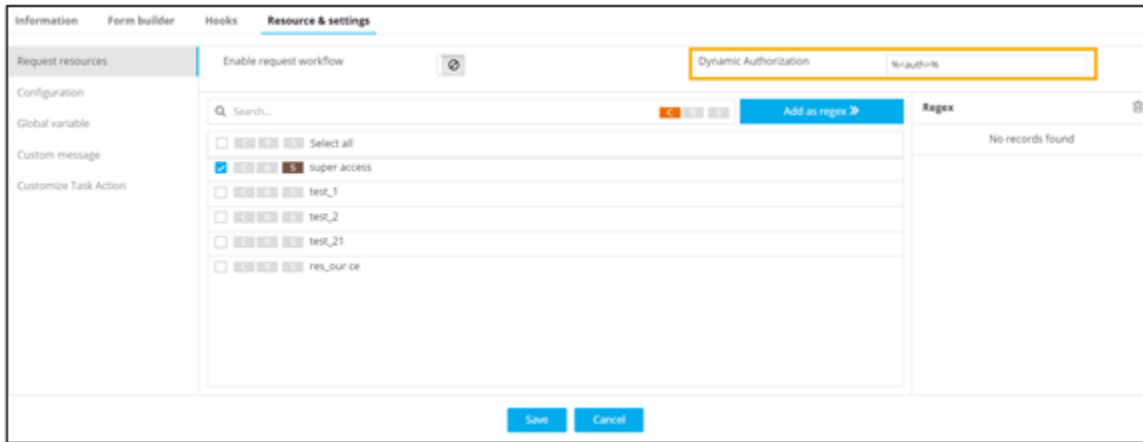 Information Form builder Hooks Resource & settings
Request resources
Configuration
Global variable
Custom message
Customize Task Action
Enable request workflow
Dynamic Authorization %<auth>%
Search... C R S Add as regex
C R S Select all
C R S super access
C R S test_1
C R S test_2
C R S test_21
C R S res_our ce
Regex
No records found
Save Cancel